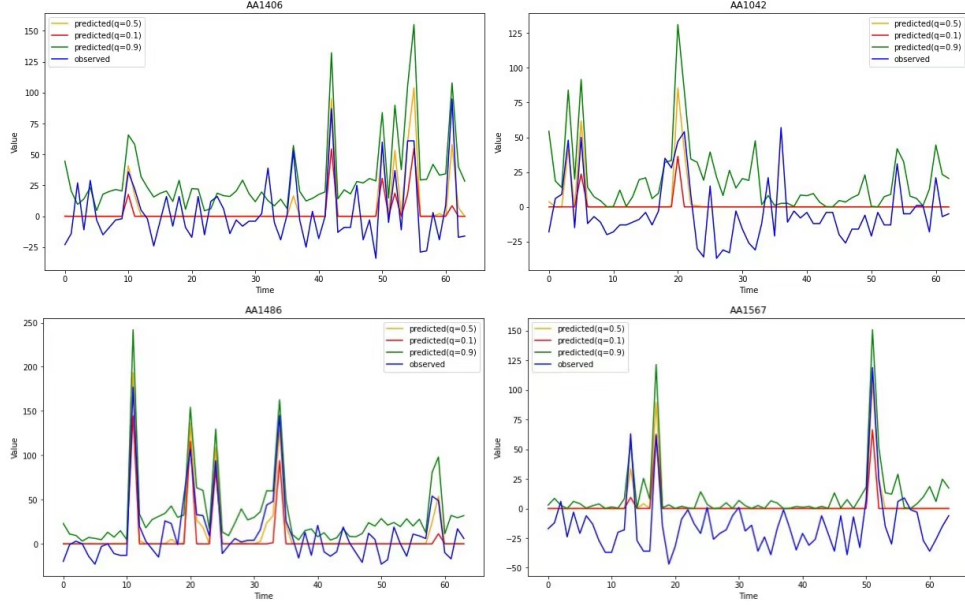 AA1406
predicted(q=0.5)
predicted(q=0.1)
predicted(q=0.9)
observed
Value
150
125
100
75
50
25
0
−25
0 10 20 30 40 50 60
Time
AA1042
predicted(q=0.5)
predicted(q=0.1)
predicted(q=0.9)
observed
Value
125
100
75
50
25
0
−25
0 10 20 30 40 50 60
Time
AA1486
predicted(q=0.5)
predicted(q=0.1)
predicted(q=0.9)
observed
Value
250
200
150
100
50
0
0 10 20 30 40 50 60
Time
AA1567
predicted(q=0.5)
predicted(q=0.1)
predicted(q=0.9)
observed
Value
150
125
100
75
50
25
0
−25
−50
0 10 20 30 40 50 60
Time